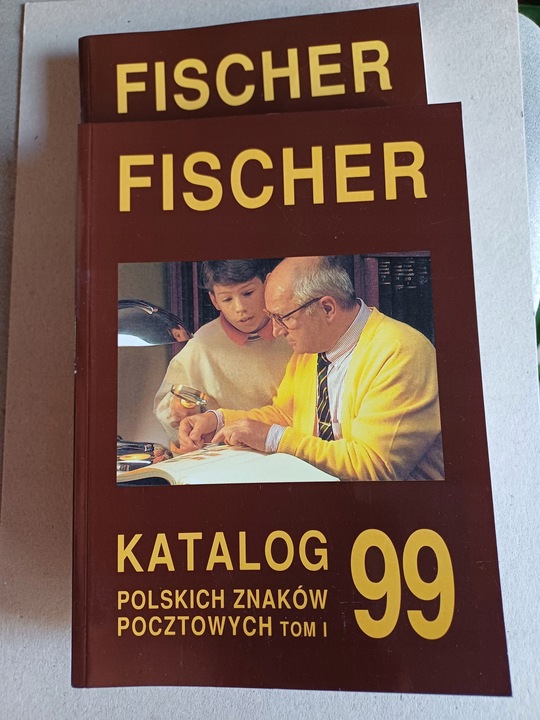 FISCHER
FISCHER
KATALOG
POLSKICH ZNAKÓW
POCZTOWYCH TOM I
99